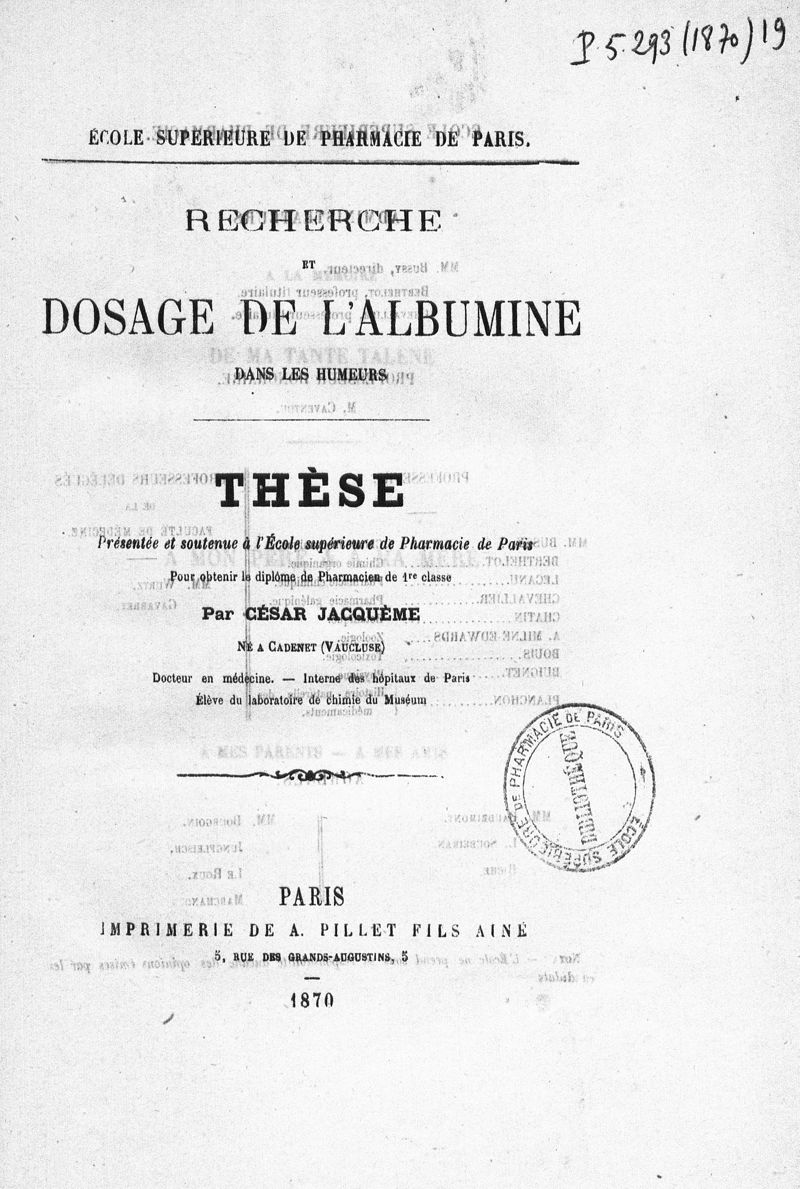 P. 5. 293 (1870) 19
ÉCOLE SUPÉRIEURE DE PHARMACIE DE PARIS.
RECHERCHE
ET
DOSAGE DE L'ALBUMINE
DANS LES HUMEURS
THÈSE
Présentée et soutenue à l'École supérieure de Pharmacie de Paris
Pour obtenir le diplôme de Pharmacien de 1re classe
Par CÉSAR JACQUÈME
NÉ A CADENET (VAUCLUSE)
Docteur en médecine. — Interne des hôpitaux de Paris
Élève du laboratoire de chimie du Muséum
ÉCOLE SUPÉRIEURE DE PHARMACIE DE PARIS
BIBLIOTHÈQUE
PARIS
IMPRIMERIE DE A. PILLET FILS AINÉ
5, RUE DES GRANDS-AUGUSTINS, 5
1870